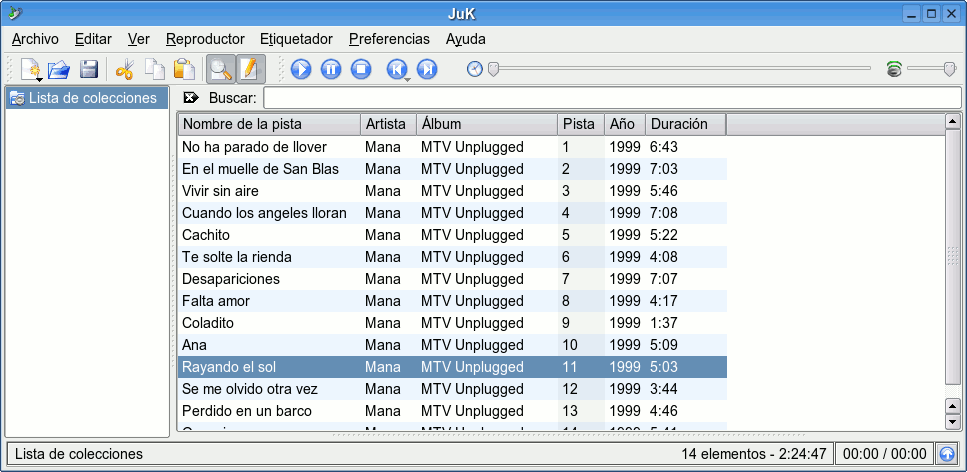 JuK
Archivo Editar Ver Reproductor Etiquetador Preferencias Ayuda
Lista de colecciones
Buscar:
Nombre de la pista Artista Álbum Pista Año Duración
No ha parado de llover Mana MTV Unplugged 1 1999 6:43
En el muelle de San Blas Mana MTV Unplugged 2 1999 7:03
Vivir sin aire Mana MTV Unplugged 3 1999 5:46
Cuando los angeles lloran Mana MTV Unplugged 4 1999 7:08
Cachito Mana MTV Unplugged 5 1999 5:22
Te solte la rienda Mana MTV Unplugged 6 1999 4:08
Desapariciones Mana MTV Unplugged 7 1999 7:07
Falta amor Mana MTV Unplugged 8 1999 4:17
Coladito Mana MTV Unplugged 9 1999 1:37
Ana Mana MTV Unplugged 10 1999 5:09
Rayando el sol Mana MTV Unplugged 11 1999 5:03
Se me olvido otra vez Mana MTV Unplugged 12 1999 3:44
Perdido en un barco Mana MTV Unplugged 13 1999 4:46
Lista de colecciones 14 elementos - 2:24:47 00:00 / 00:00